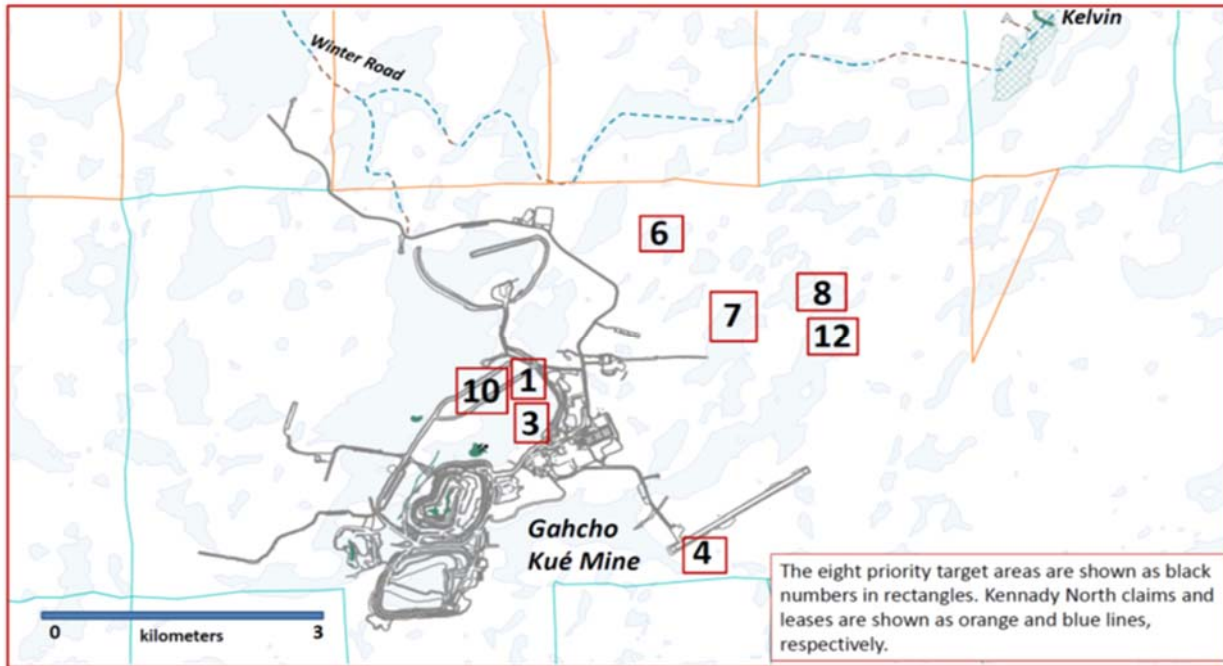 Kelvin
Winter Road
6
8
7
12
1
10
3
Gahcho
Kué Mine
4
The eight priority target areas are shown as black
numbers in rectangles. Kennady North claims and
leases are shown as orange and blue lines,
respectively.
0 kilometers 3